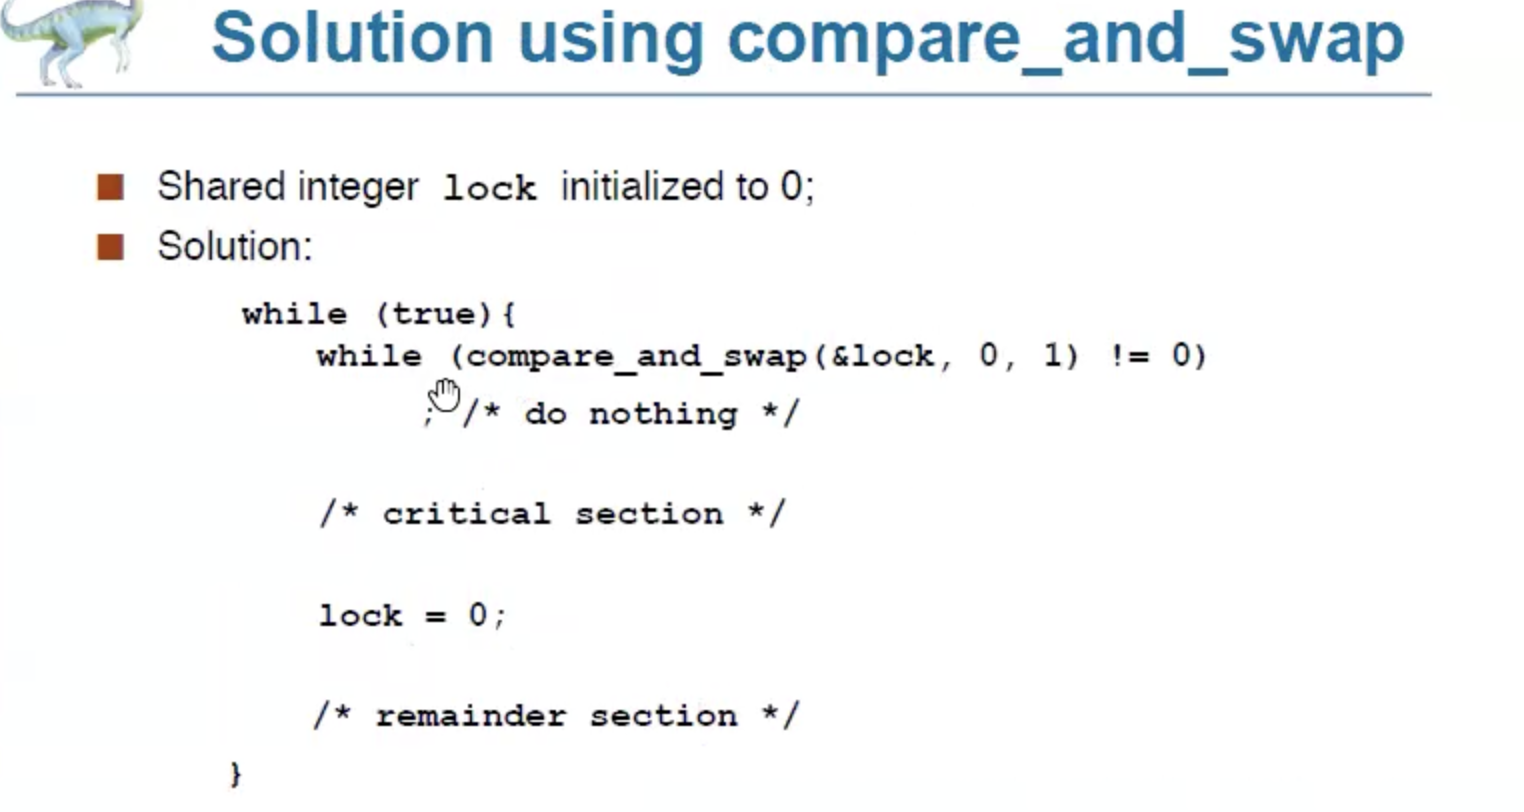 Solution using compare_and_swap
Shared integer lock initialized to 0;
Solution:
while (true){
while (compare_and_swap(&lock, 0, 1) != 0)
; /* do nothing */
/* critical section */
lock = 0;
/* remainder section */
}